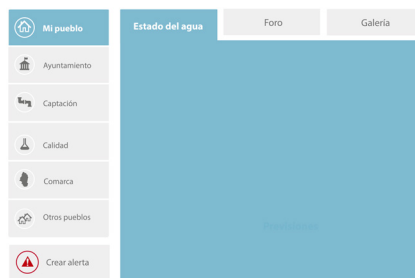 Mi pueblo
Estado del agua
Foro
Galería
Ayuntamiento
Captación
Calidad
Comarca
Otros pueblos
Crear alerta